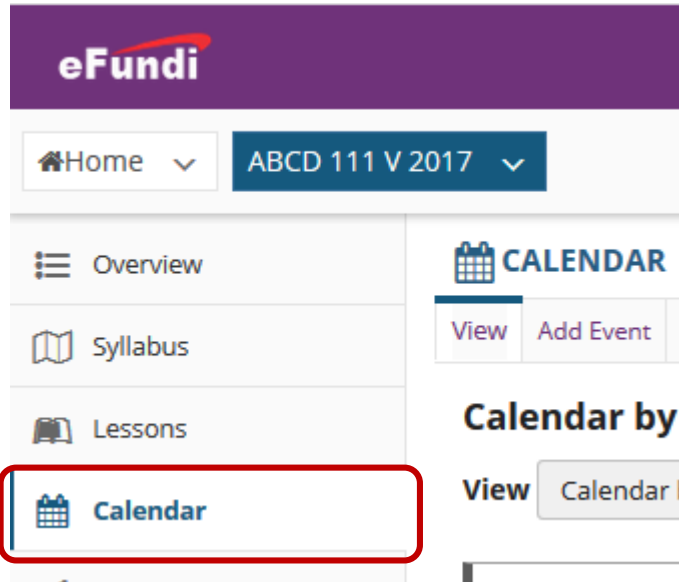 eFundi
Home
ABCD 111 V 2017
Overview
Syllabus
Lessons
Calendar
CALENDAR
View Add Event
Calendar by
View Calendar